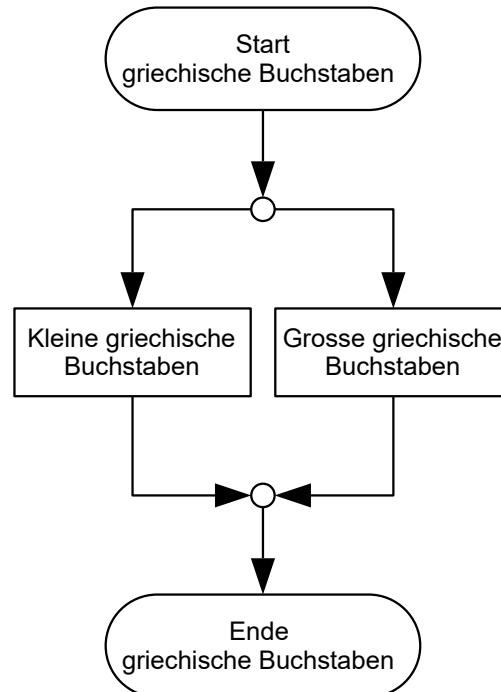 Start
griechische Buchstaben
Kleine griechische
Buchstaben
Grosse griechische
Buchstaben
Ende
griechische Buchstaben